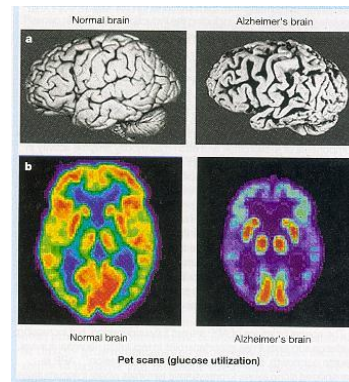 Normal brain
Alzheimer's brain
a
b
Normal brain
Alzheimer's brain
Pet scans (glucose utilization)